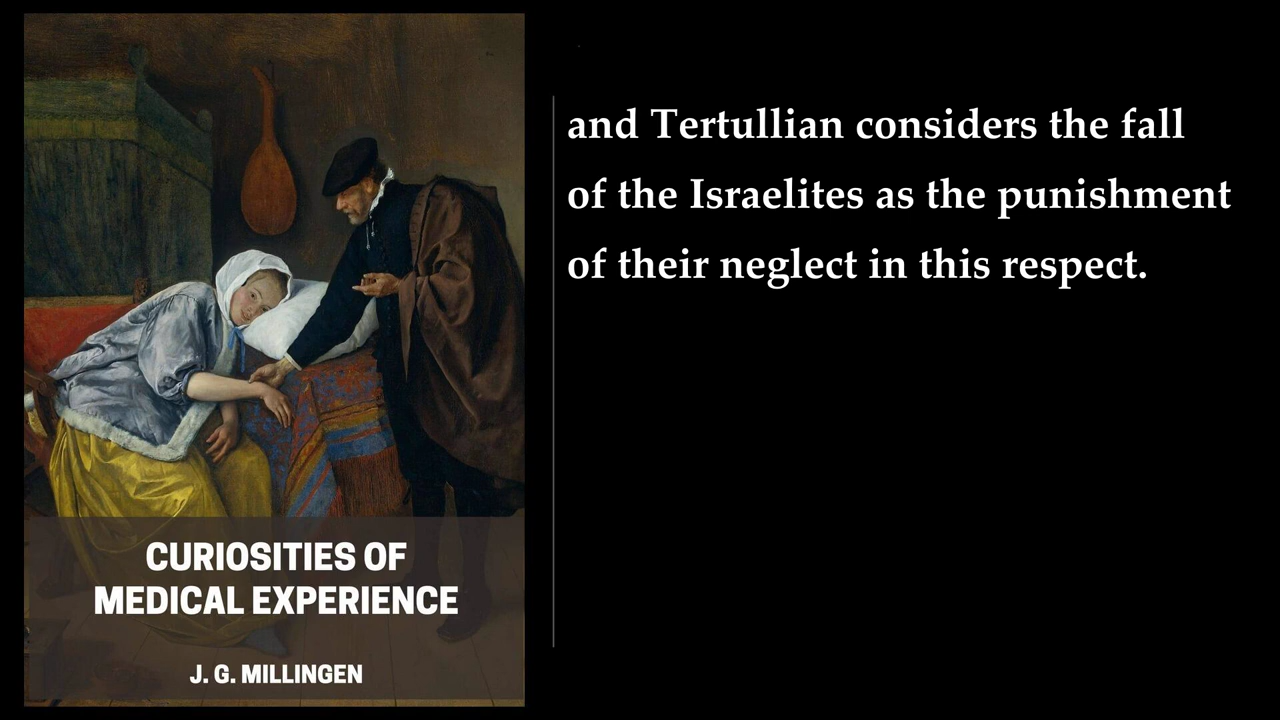 and Tertullian considers the fall
of the Israelites as the punishment
of their neglect in this respect.
CURIOSITIES OF
MEDICAL EXPERIENCE
J. G. MILLINGEN